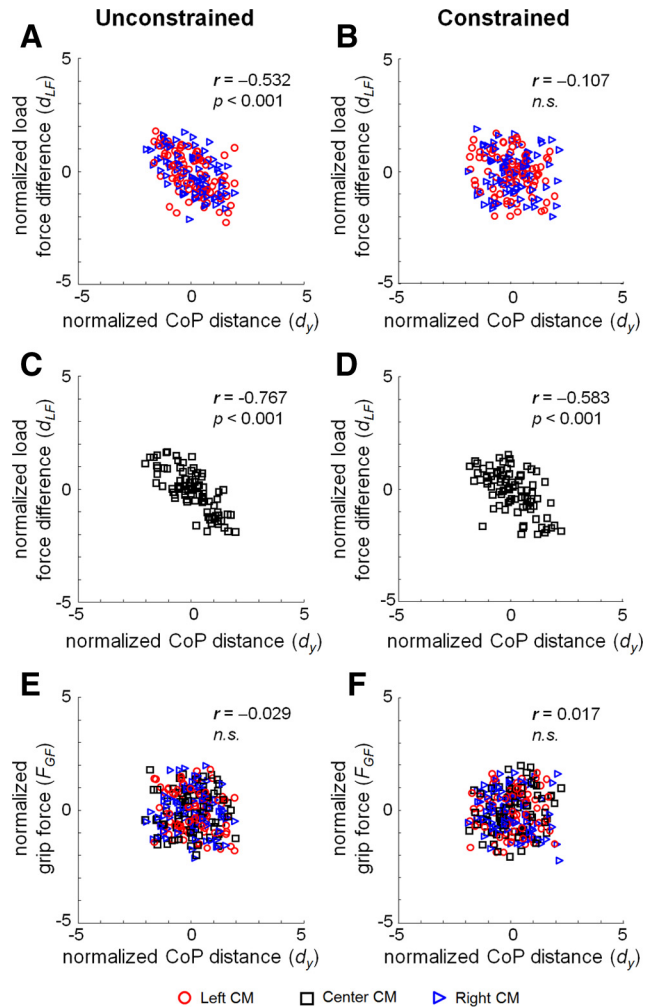 Unconstrained
Constrained
A
5
0
-5
-5
0
5
r = –0.532
p < 0.001
normalized load
force difference (dLF)
normalized CoP distance (dy)
B
5
0
-5
-5
0
5
r = –0.107
n.s.
normalized load
force difference (dLF)
normalized CoP distance (dy)
C
5
0
-5
-5
0
5
r = -0.767
p < 0.001
normalized load
force difference (dLF)
normalized CoP distance (dy)
D
5
0
-5
-5
0
5
r = –0.583
p < 0.001
normalized load
force difference (dLF)
normalized CoP distance (dy)
E
5
0
-5
-5
0
5
r = –0.029
n.s.
normalized
grip force (FGF)
normalized CoP distance (dy)
F
5
0
-5
-5
0
5
r = 0.017
n.s.
normalized
grip force (FGF)
normalized CoP distance (dy)
Left CM
Center CM
Right CM